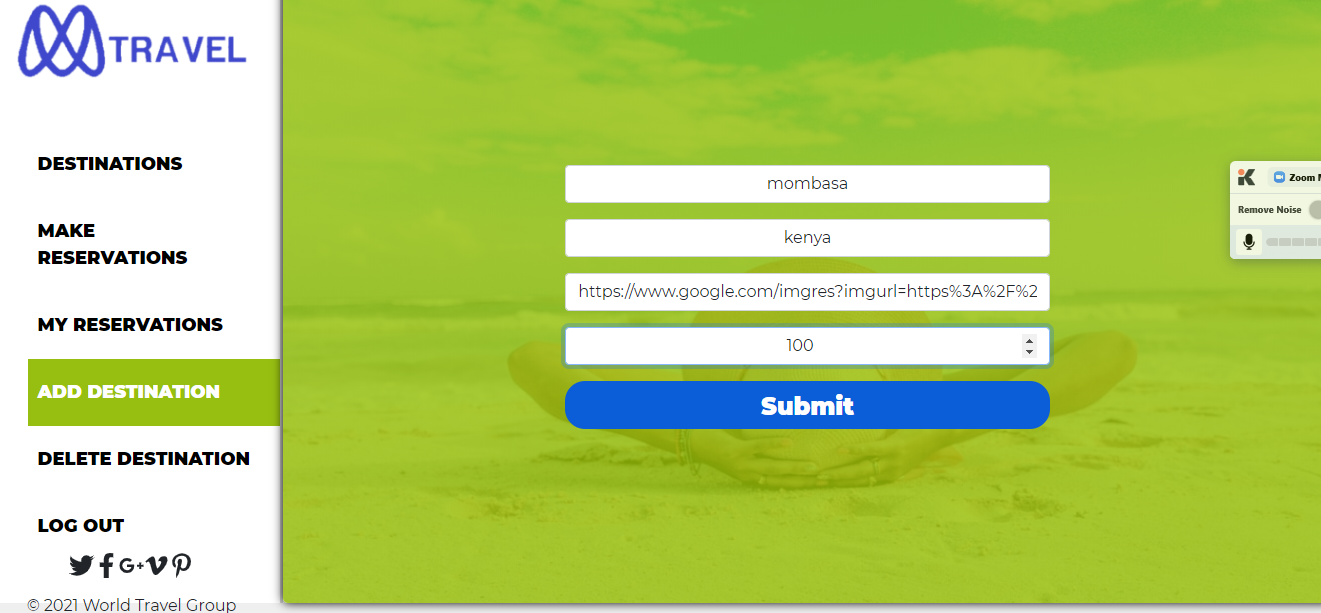 TRAVEL
DESTINATIONS
MAKE
RESERVATIONS
MY RESERVATIONS
ADD DESTINATION
DELETE DESTINATION
LOG OUT
© 2021 World Travel Group
mombasa
kenya
https://www.google.com/imgres?imgurl=https%3A%2F%2
100
Submit
Zoom
Remove Noise